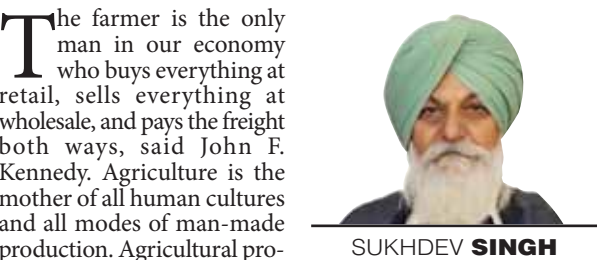 The farmer is the only
man in our economy
who buys everything at
retail, sells everything at
wholesale, and pays the freight
both ways, said John F.
Kennedy. Agriculture is the
mother of all human cultures
and all modes of man-made
production. Agricultural pro-
SUKHDEV SINGH